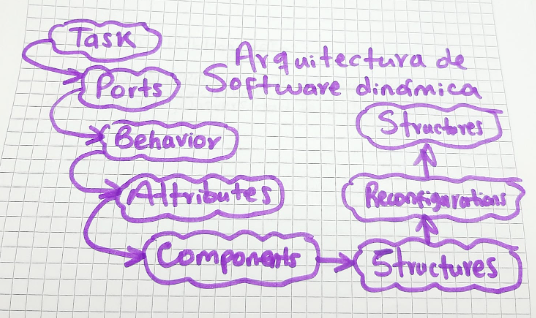 Task
Arquitectura de
Software dinámica
Ports
Structures
Behavior
Attributes
Reconfigurations
Components
Structures